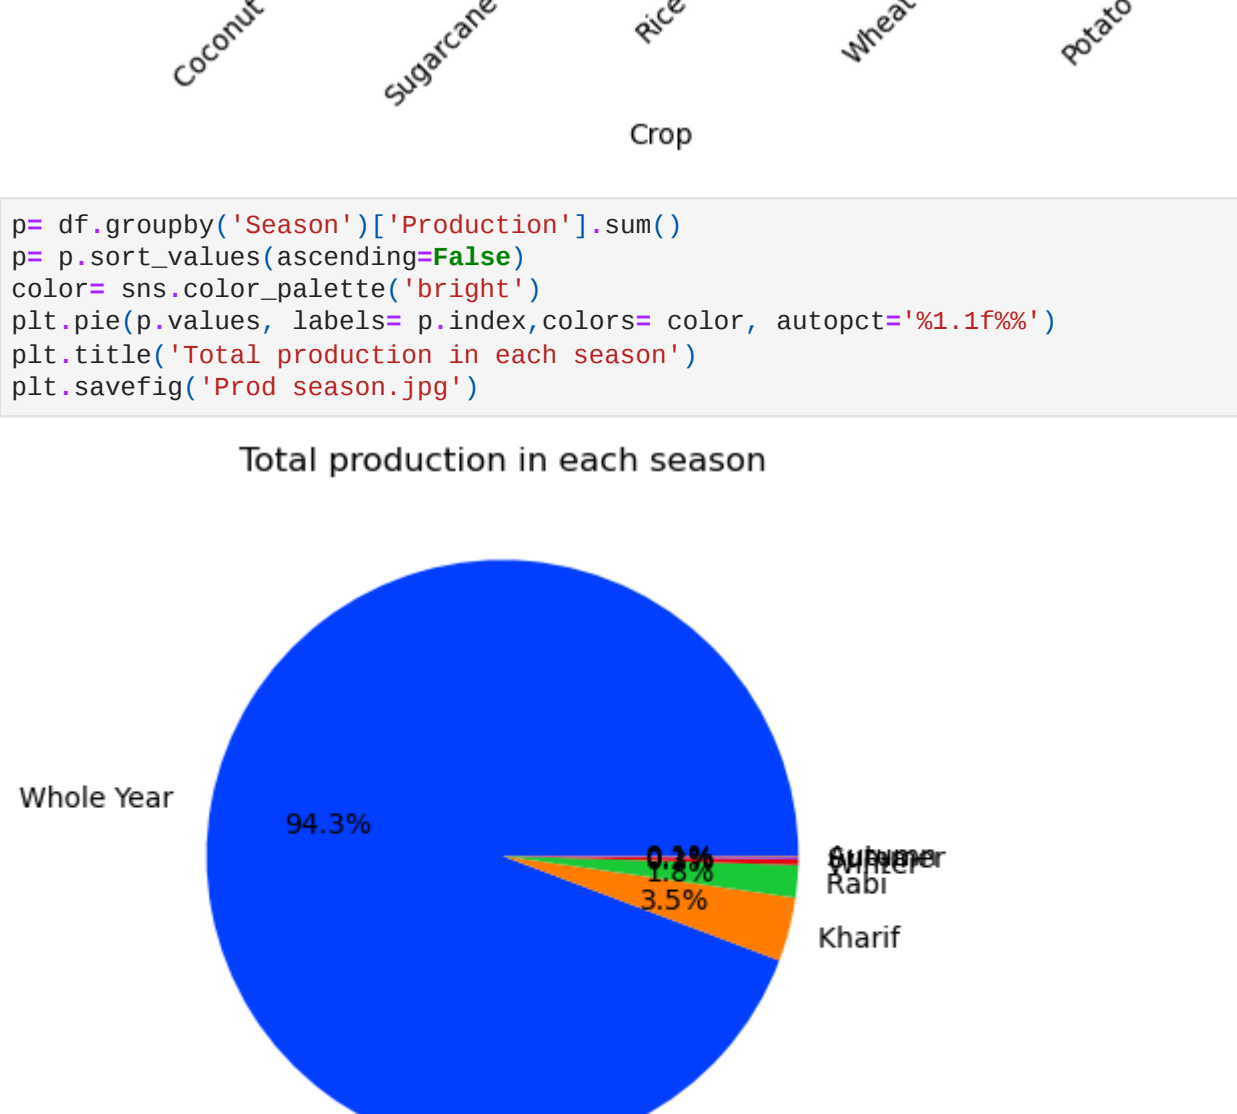 Coconut
Sugarcane
Rice
Wheat
Potato
Crop
p= df.groupby('Season')['Production'].sum()
p= p.sort_values(ascending=False)
color= sns.color_palette('bright')
plt.pie(p.values, labels= p.index,colors= color, autopct='%1.1f%%')
plt.title('Total production in each season')
plt.savefig('Prod season.jpg')
Total production in each season
Whole Year
94.3%
1.8%
Winter
Rabi
3.5%
Kharif